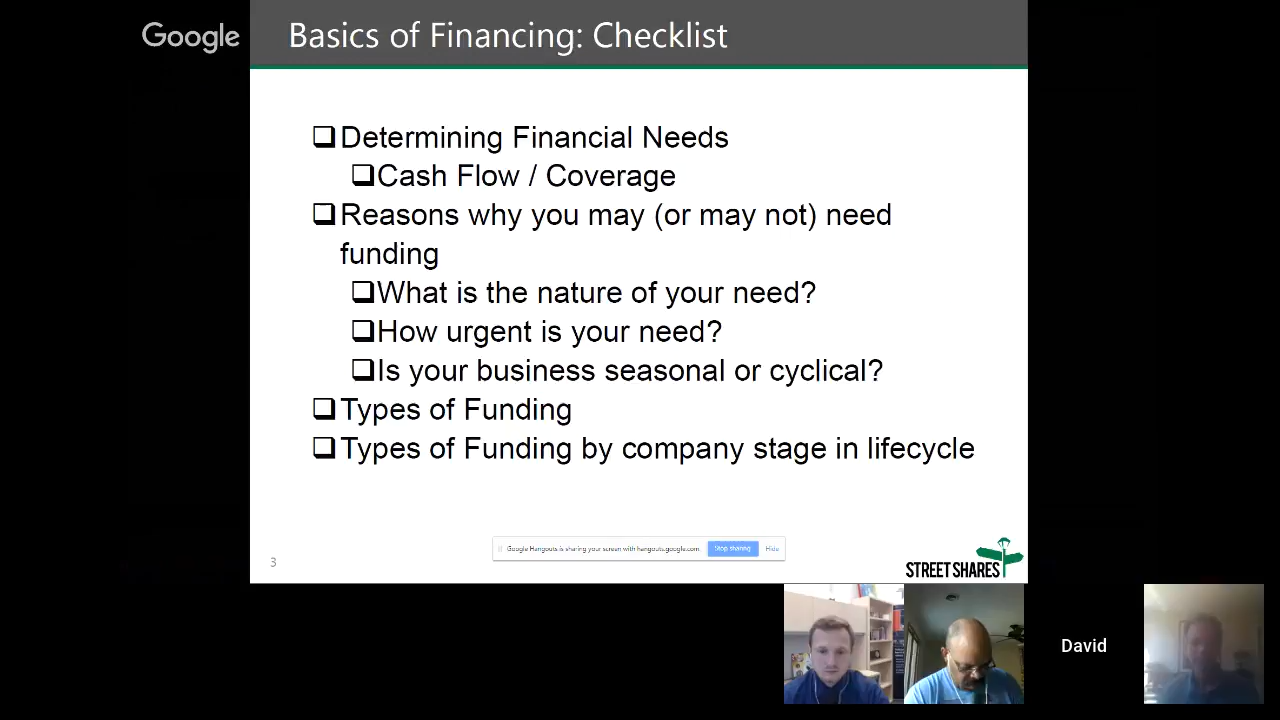 Google
Basics of Financing: Checklist
Determining Financial Needs
Cash Flow / Coverage
Reasons why you may (or may not) need
funding
What is the nature of your need?
How urgent is your need?
Is your business seasonal or cyclical?
Types of Funding
Types of Funding by company stage in lifecycle
Google Hangouts is sharing your screen with hangouts.google.com.
Stop sharing
Hide
3
STREETSHARES
David